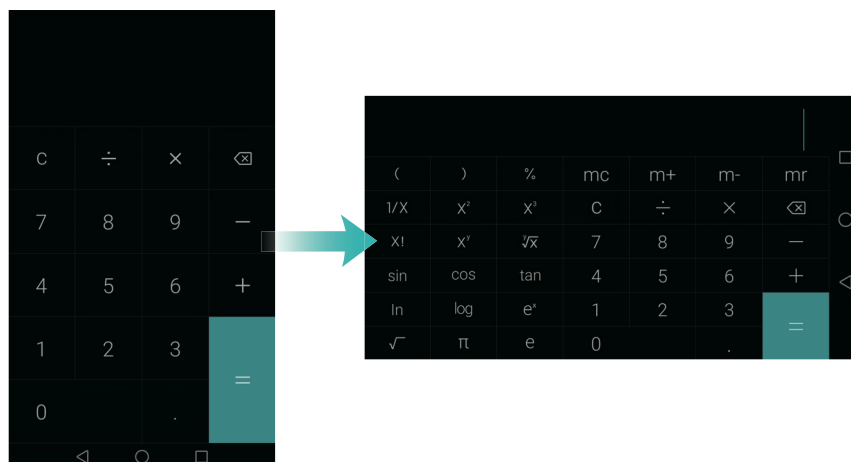 C ÷ ×
7 8 9 −
4 5 6 +
1 2 3 =
0 .
( ) % mc m+ m- mr
1/X X² X³ C ÷ ×
X! Xʸ ʸ√x 7 8 9 −
sin cos tan 4 5 6 +
ln log eˣ 1 2 3 =
√ π e 0 .